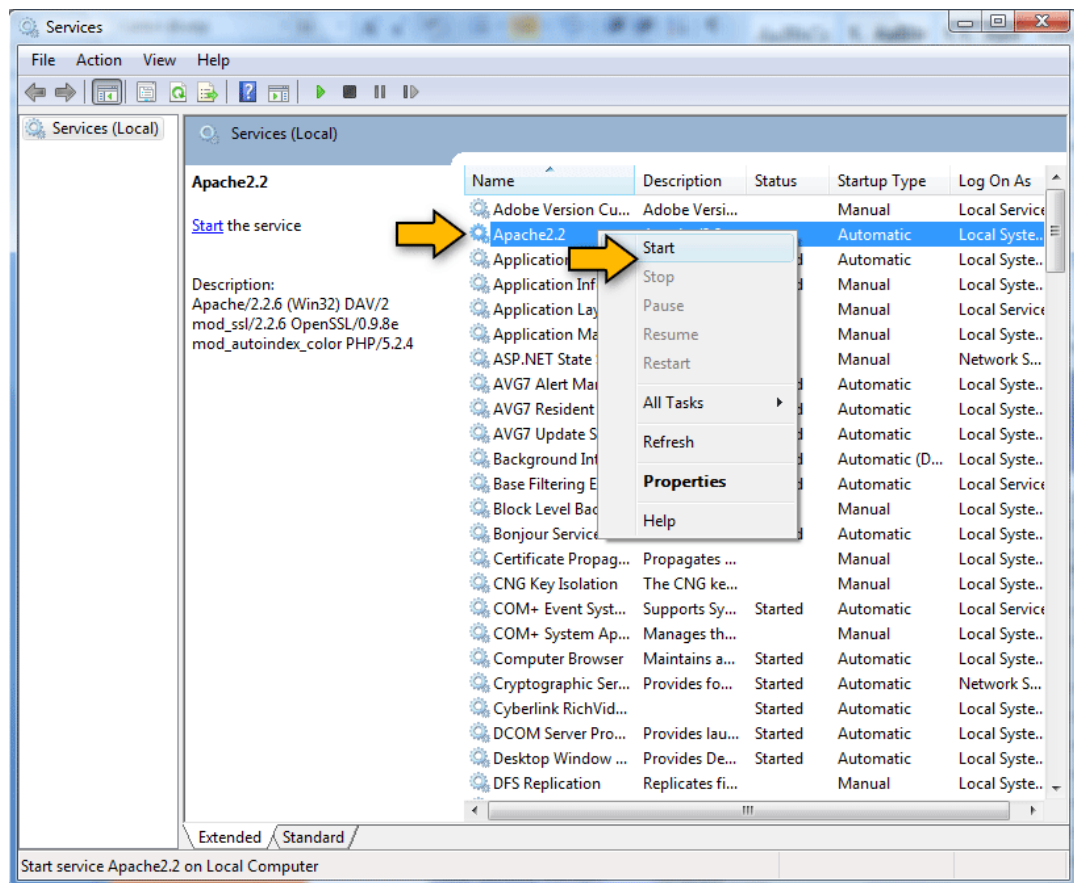 Services
File Action View Help
Services (Local)
Services (Local)
Apache2.2
Start the service
Description:
Apache/2.2.6 (Win32) DAV/2
mod_ssl/2.2.6 OpenSSL/0.9.8e
mod_autoindex_color PHP/5.2.4
Name Description Status Startup Type Log On As
Adobe Version Cu... Adobe Versi... Manual Local Service
Apache2.2 Automatic Local Syste..
Application Local Syste..
Application Inf Manual Local Syste..
Application Lay Manual Local Service
Application Ma Manual Local Syste..
ASP.NET State Manual Network S...
AVG7 Alert Mar Automatic Local Syste..
AVG7 Resident Automatic Local Syste..
AVG7 Update S Automatic Local Syste..
Background Int Automatic (D... Local Syste..
Base Filtering E Automatic Local Service
Block Level Bac Manual Local Syste..
Bonjour Service Automatic Local Syste..
Certificate Propag... Propagates ... Manual Local Syste..
CNG Key Isolation The CNG ke... Manual Local Syste..
COM+ Event Syst... Supports Sy... Started Automatic Local Service
COM+ System Ap... Manages th... Manual Local Syste..
Computer Browser Maintains a... Started Automatic Local Syste..
Cryptographic Ser... Provides fo... Started Automatic Network S...
Cyberlink RichVid... Started Automatic Local Syste..
DCOM Server Pro... Provides lau... Started Automatic Local Syste..
Desktop Window ... Provides De... Started Automatic Local Syste..
DFS Replication Replicates fi... Manual Local Syste..
Start
Stop
Pause
Resume
Restart
All Tasks
Refresh
Properties
Help
Extended Standard
Start service Apache2.2 on Local Computer